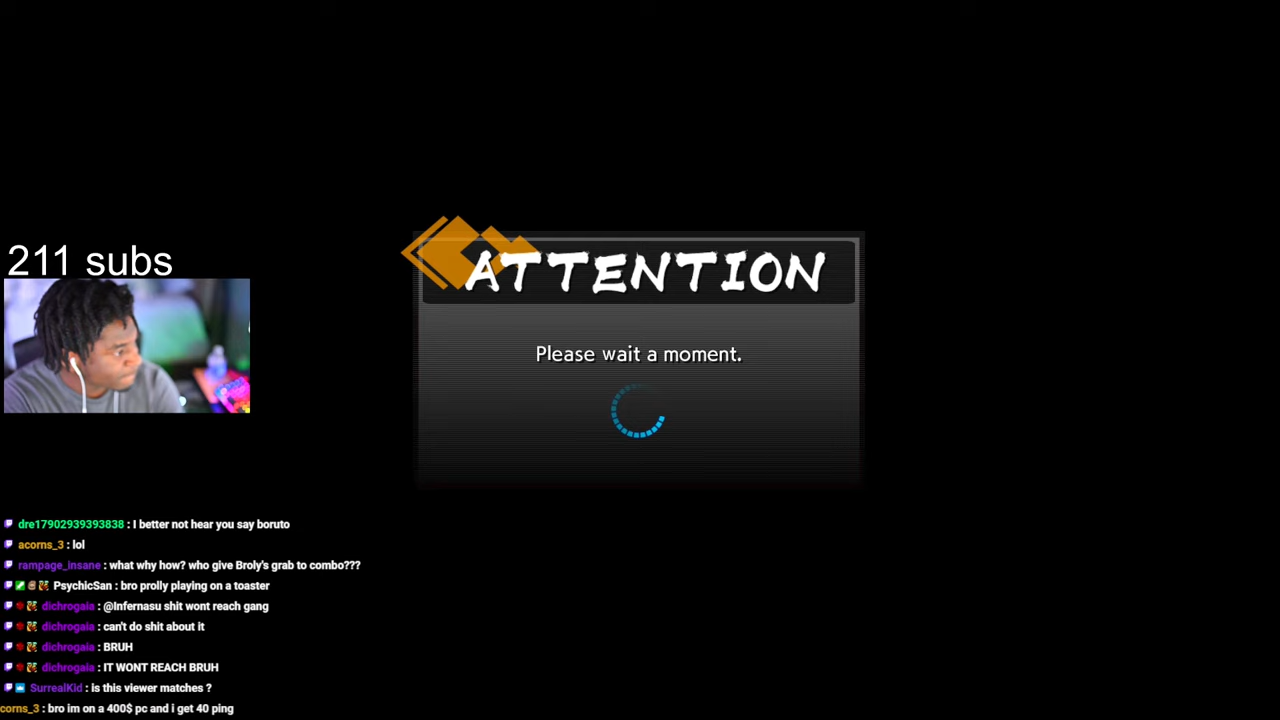 ATTENTION
211 subs
Please wait a moment.
dre17902939393838 : I better not hear you say boruto
acorns_3 : lol
rampage_insane : what why how? who give Broly's grab to combo???
PsychicSan : bro prolly playing on a toaster
dichrogaia : @Infernasu shit wont reach gang
dichrogaia : can't do shit about it
dichrogaia : BRUH
dichrogaia : IT WONT REACH BRUH
SurrealKid : is this viewer matches ?
corns_3 : bro im on a 400$ pc and i get 40 ping